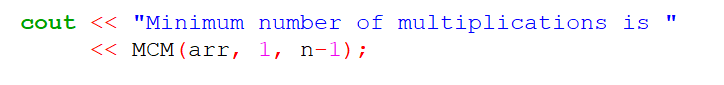 cout << "Minimum number of multiplications is "
     << MCM(arr, 1, n-1);